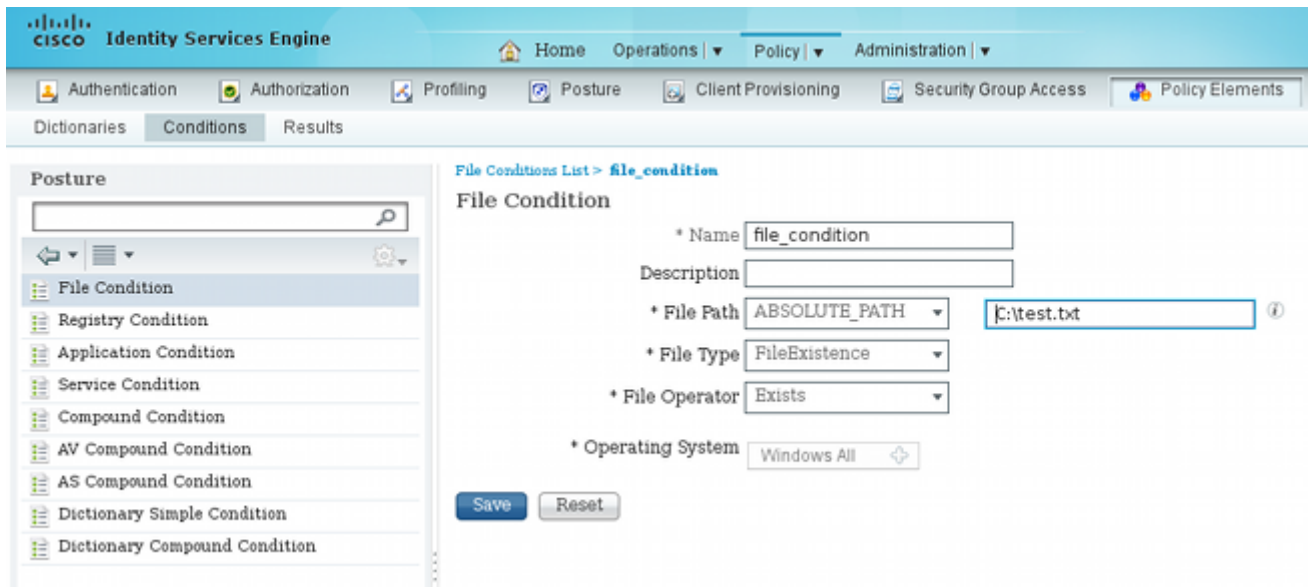 cisco Identity Services Engine
Home Operations | Policy | Administration |
Authentication Authorization Profiling Posture Client Provisioning Security Group Access Policy Elements
Dictionaries Conditions Results
Posture
File Condition
Registry Condition
Application Condition
Service Condition
Compound Condition
AV Compound Condition
AS Compound Condition
Dictionary Simple Condition
Dictionary Compound Condition
File Conditions List > file_condition
File Condition
* Name file_condition
Description
* File Path ABSOLUTE_PATH C:\test.txt
* File Type FileExistence
* File Operator Exists
* Operating System Windows All
Save Reset